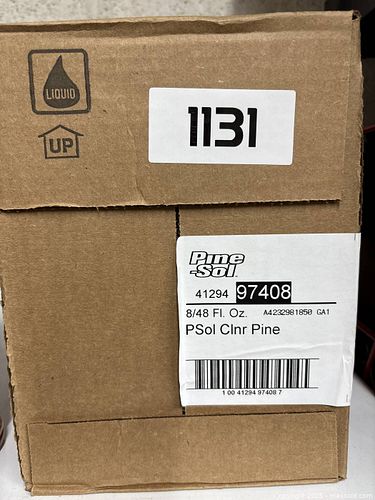 LIQUID
1131
UP
Pine
-Sol
41294 97408
8/48 Fl. Oz. A4232981850 GA1
PSol Clnr Pine
1 00 41294 97408 7